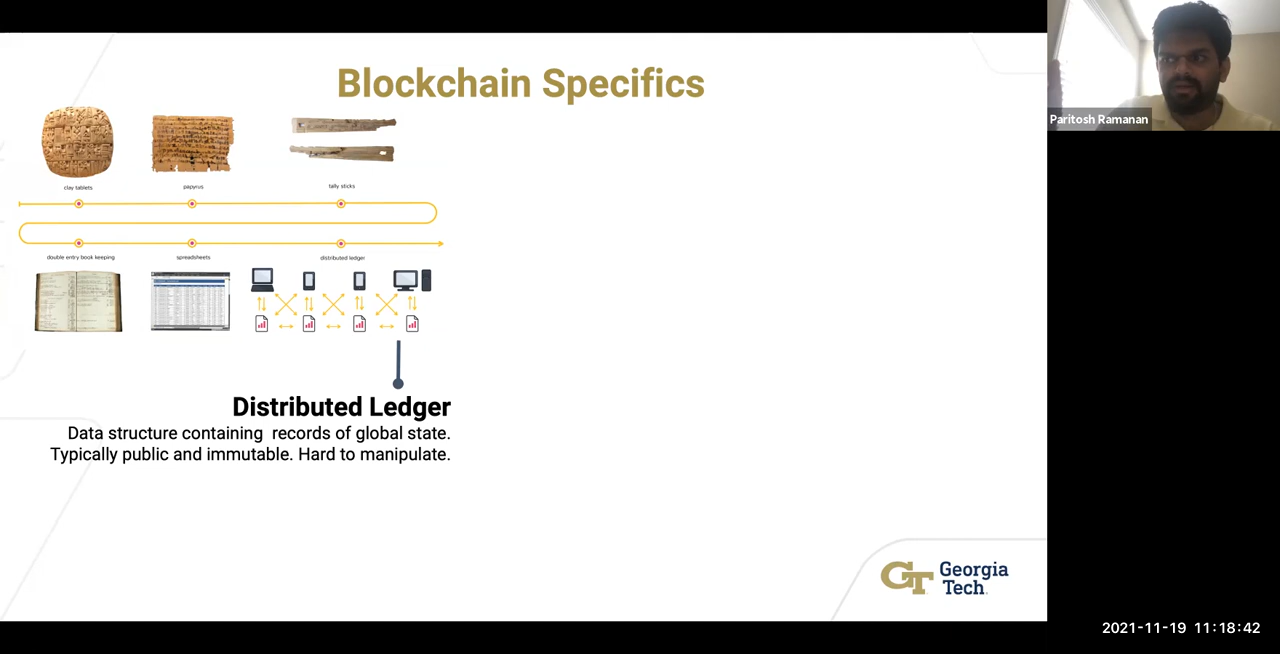 Blockchain Specifics
Paritosh Ramanan
clay tablets
papyrus
tally sticks
double entry book keeping
spreadsheets
distributed ledger
Distributed Ledger
Data structure containing records of global state.
Typically public and immutable. Hard to manipulate.
GT Georgia
Tech
2021-11-19 11:18:42